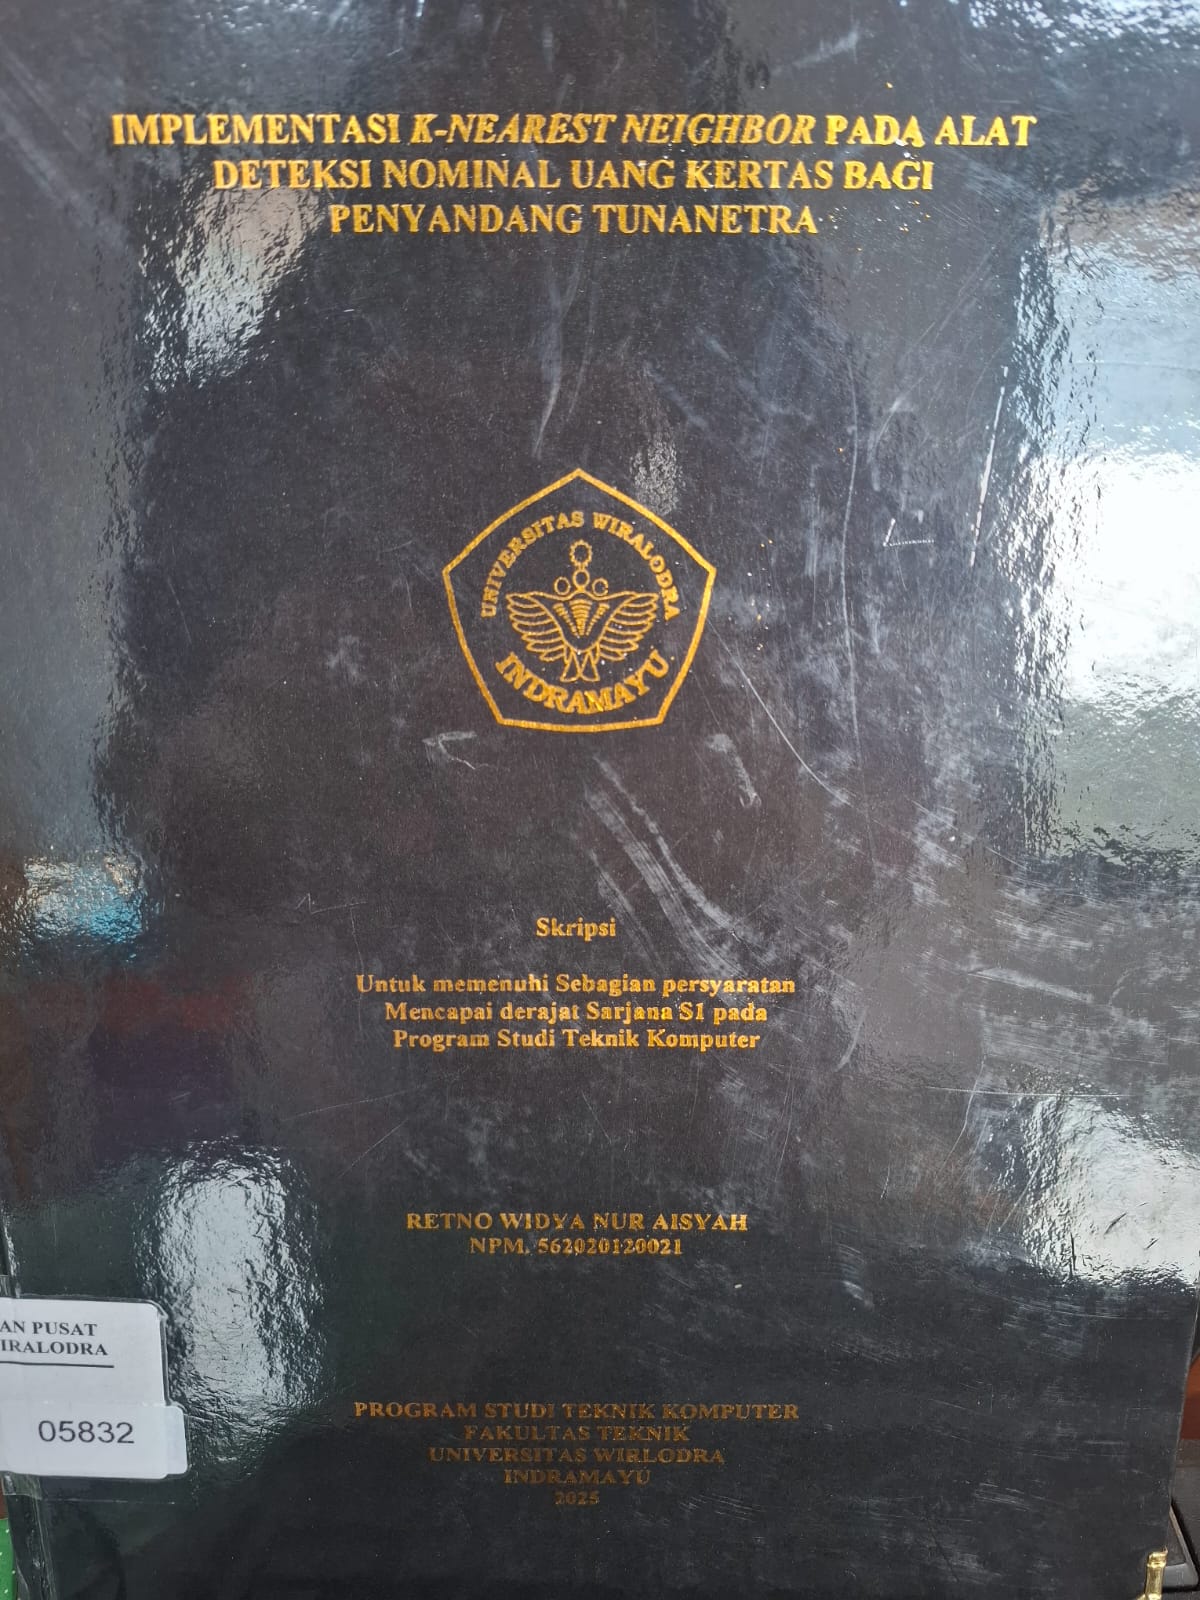 IMPLEMENTASI K-NEAREST NEIGHBOR PADA ALAT
DETEKSI NOMINAL UANG KERTAS BAGI
PENYANDANG TUNANETRA
UNIVERSITAS WIRALODRA
INDRAMAYU
Skripsi
Untuk memenuhi Sebagian persyaratan
Mencapai derajat Sarjana S1 pada
Program Studi Teknik Komputer
RETNO WIDYA NUR AISYAH
NPM. 562020120021
AN PUSAT
IRALODRA
05832
PROGRAM STUDI TEKNIK KOMPUTER
FAKULTAS TEKNIK
UNIVERSITAS WIRLODRA
INDRAMAYU
2025